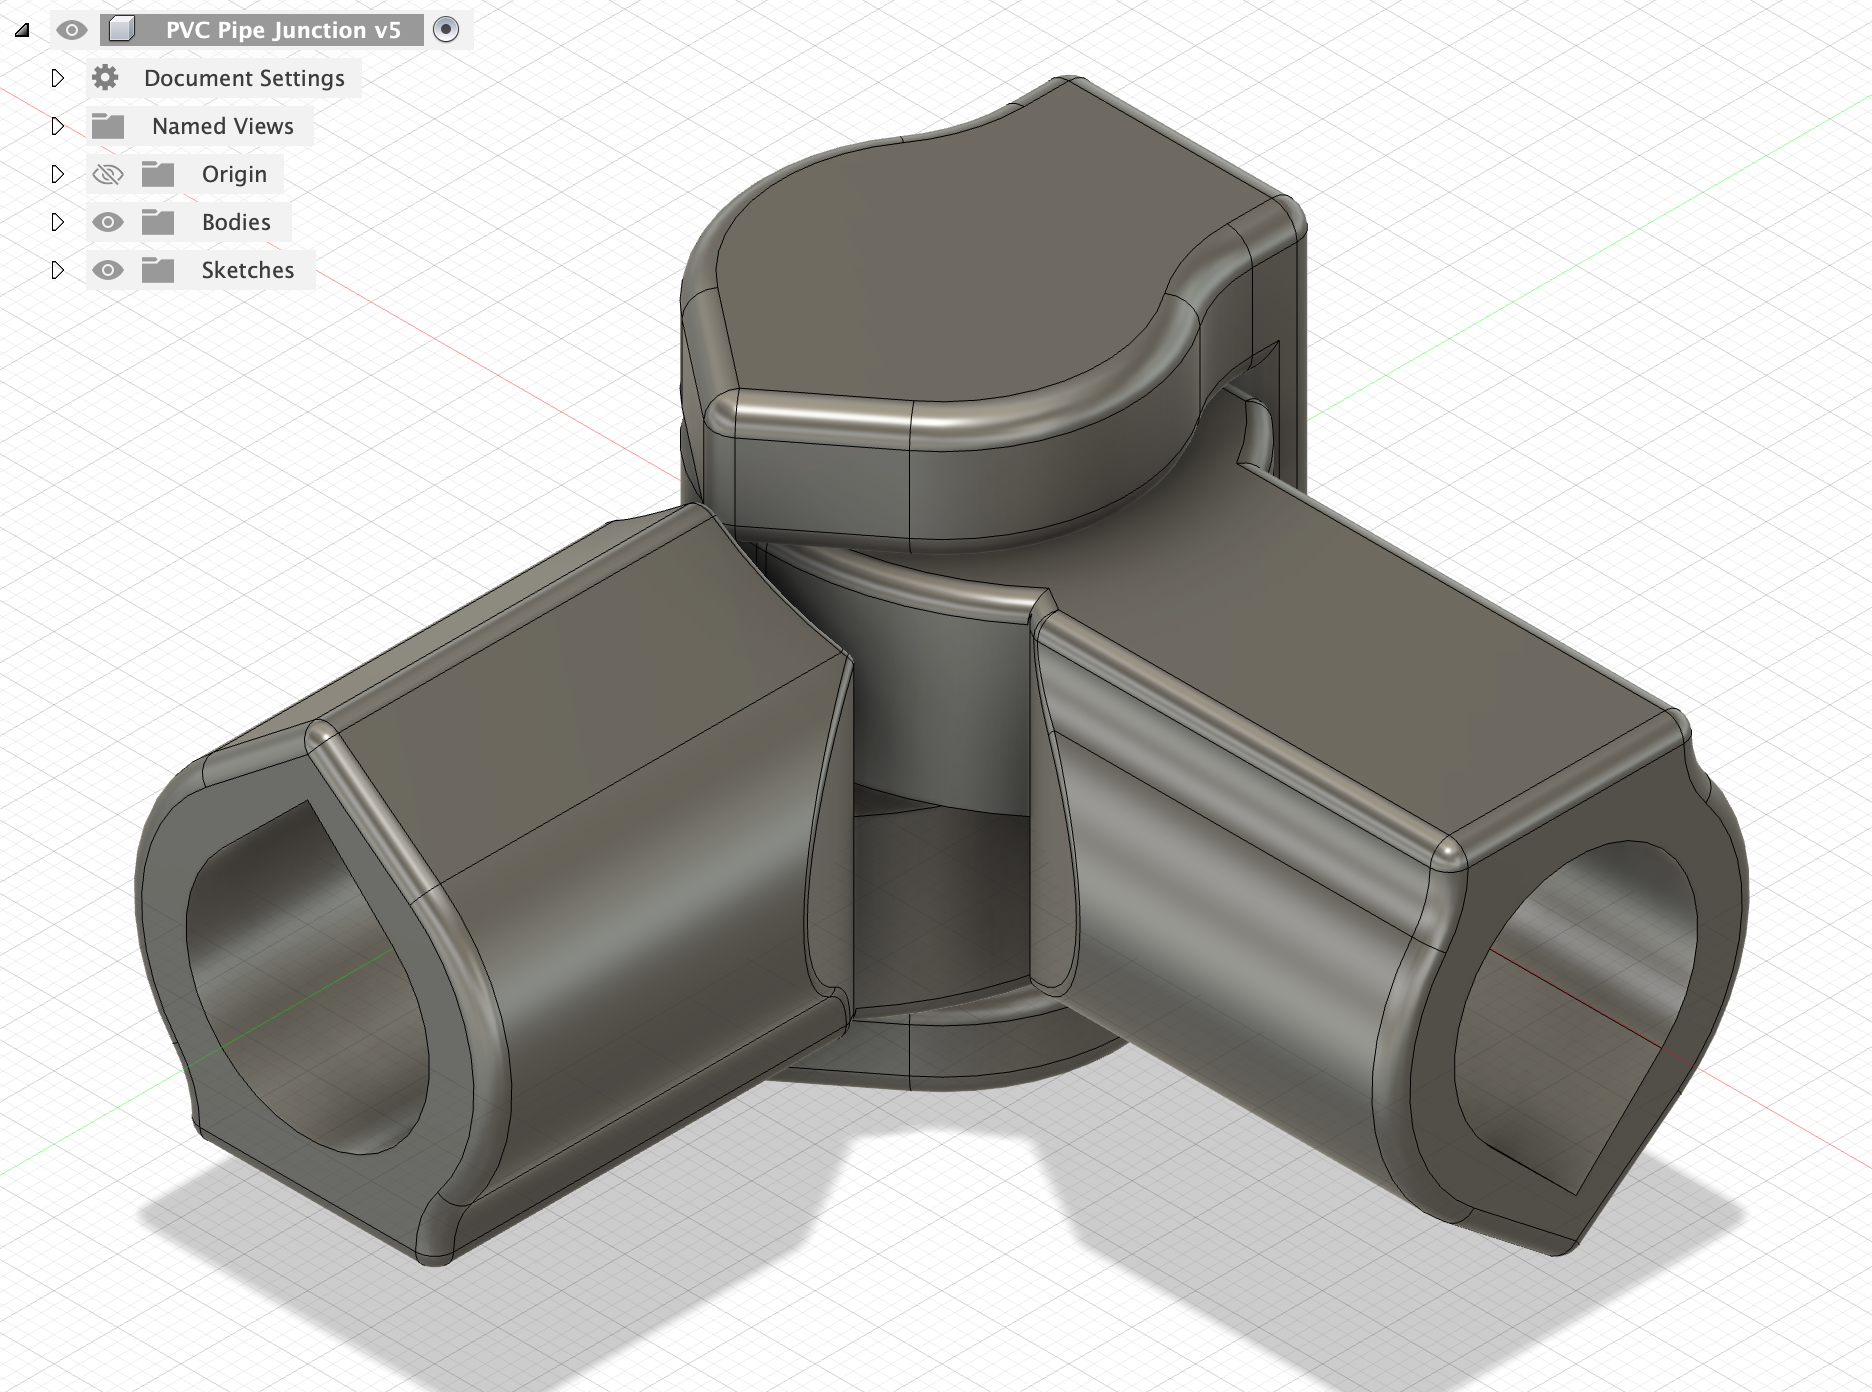 PVC Pipe Junction v5
Document Settings
Named Views
Origin
Bodies
Sketches